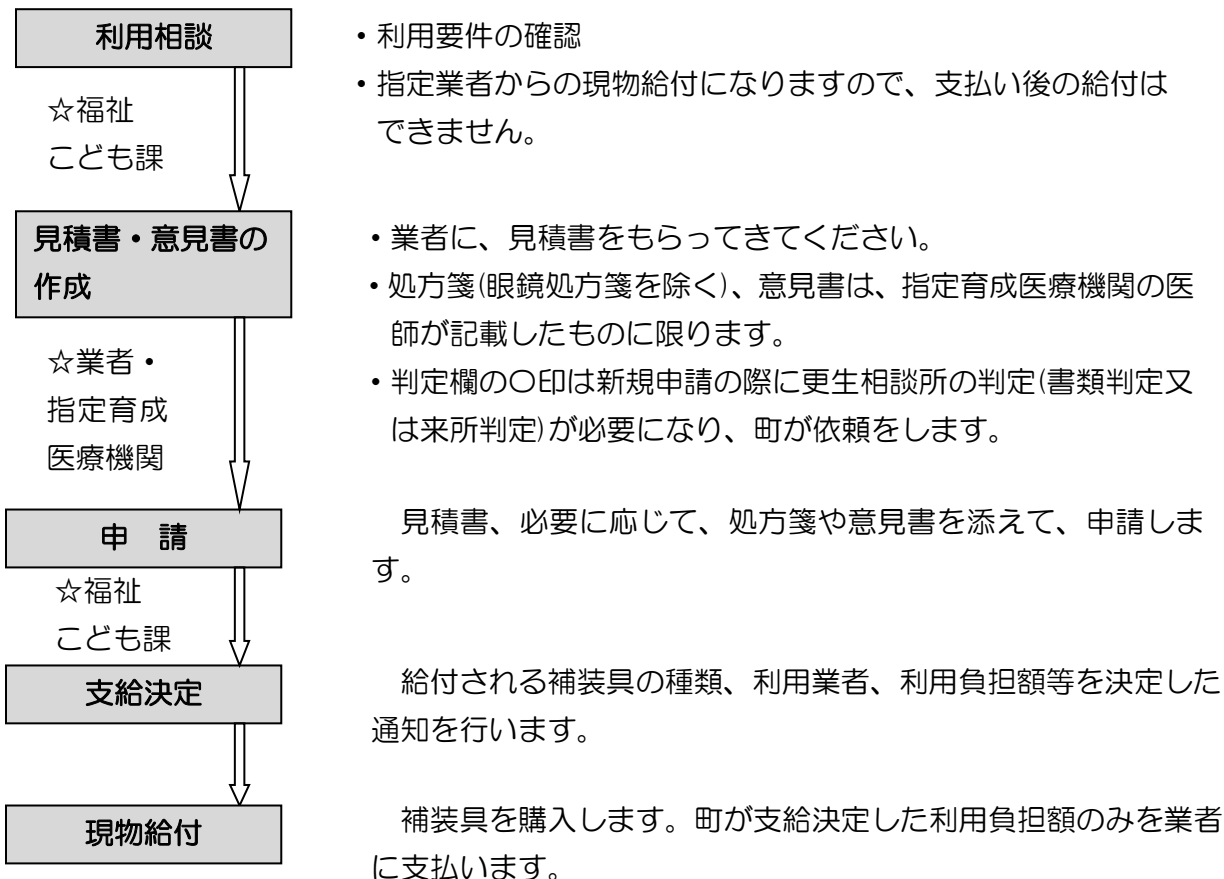 利用相談
・利用要件の確認
・指定業者からの現物給付になりますので、支払い後の給付は
できません。
☆福祉
こども課
見積書・意見書の
作成
・業者に、見積書をもらってきてください。
・処方箋(眼鏡処方箋を除く)、意見書は、指定育成医療機関の医
師が記載したものに限ります。
・判定欄の〇印は新規申請の際に更生相談所の判定(書類判定又
は来所判定)が必要になり、町が依頼をします。
☆業者・
指定育成
医療機関
申　請
見積書、必要に応じて、処方箋や意見書を添えて、申請しま
す。
☆福祉
こども課
支給決定
給付される補装具の種類、利用業者、利用負担額等を決定した
通知を行います。
現物給付
補装具を購入します。町が支給決定した利用負担額のみを業者
に支払います。